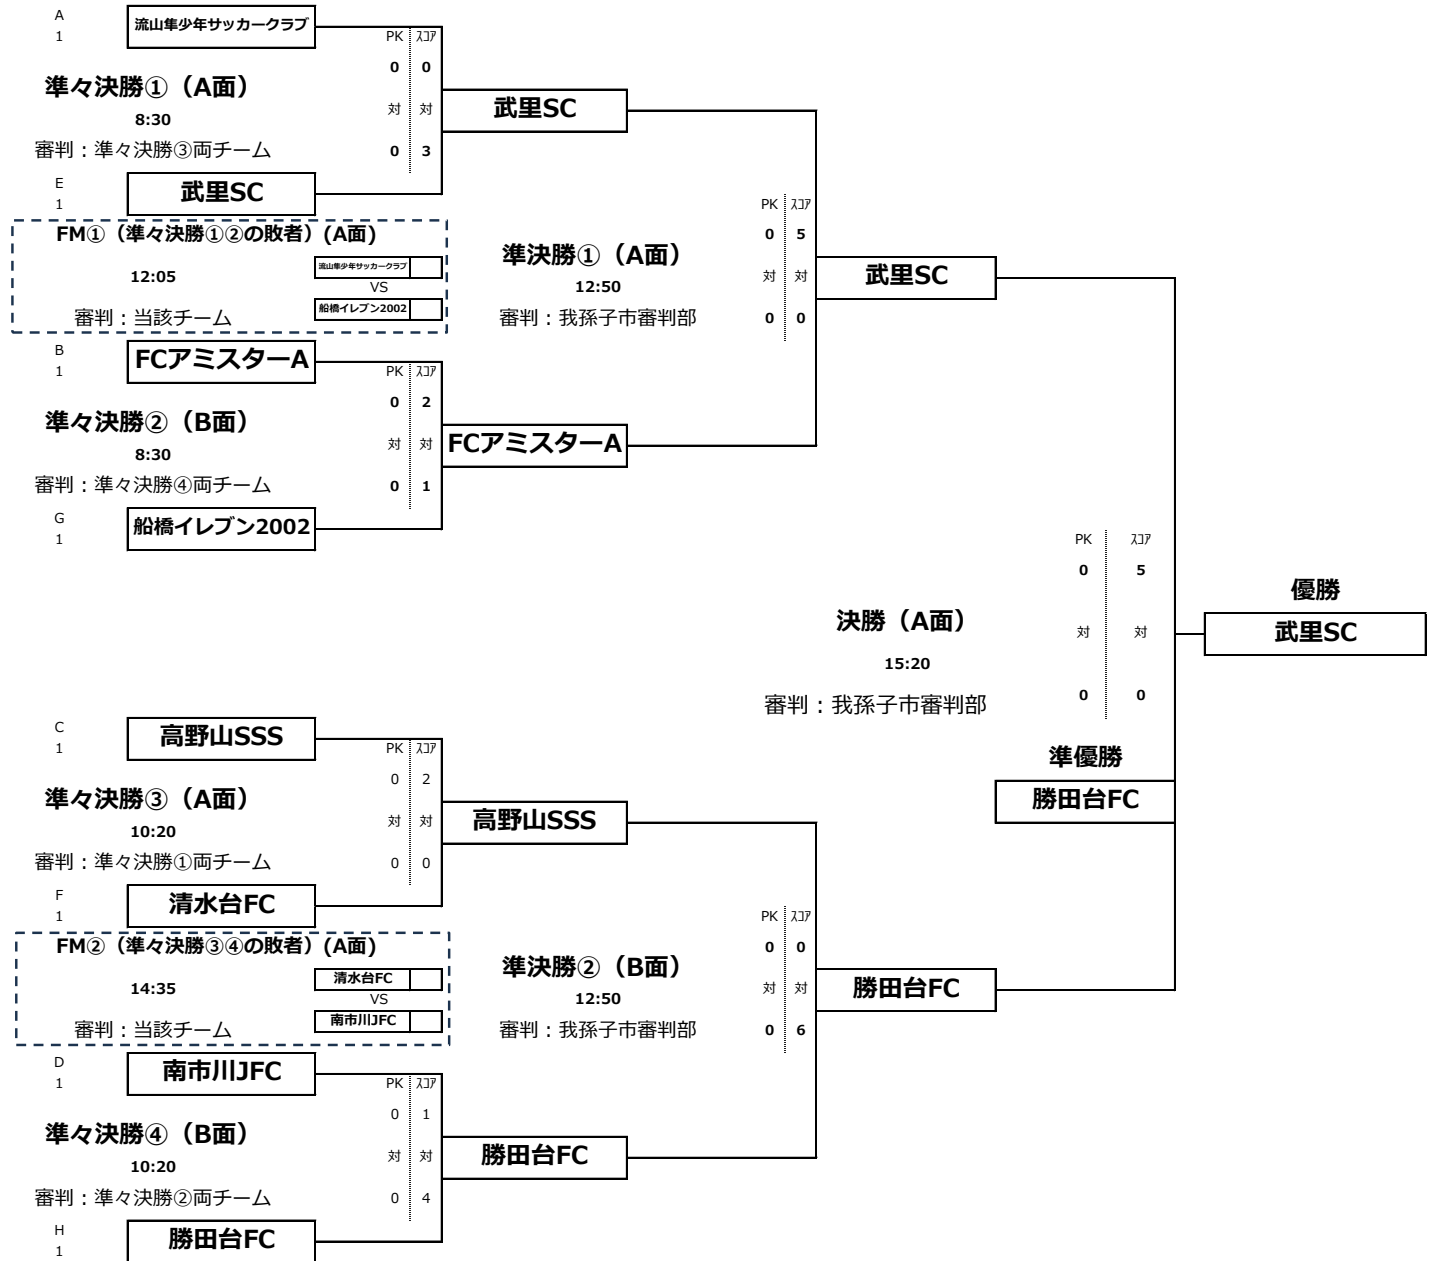 A
1
流山隼少年サッカークラブ
PK ｽｺｱ
0 0
準々決勝①（A面）
対 対
武里SC
8:30
審判：準々決勝③両チーム
0 3
E
1
武里SC
FM①（準々決勝①②の敗者）(A面)
12:05
流山隼少年サッカークラブ
VS
船橋イレブン2002
審判：当該チーム
PK ｽｺｱ
0 5
準決勝①（A面）
対 対
武里SC
12:50
審判：我孫子市審判部
0 0
B
1
FCアミスターA
PK ｽｺｱ
0 2
準々決勝②（B面）
対 対
FCアミスターA
8:30
審判：準々決勝④両チーム
0 1
G
1
船橋イレブン2002
PK ｽｺｱ
0 5
優勝
決勝（A面）
対 対
武里SC
15:20
審判：我孫子市審判部
0 0
準優勝
勝田台FC
C
1
高野山SSS
PK ｽｺｱ
0 2
準々決勝③（A面）
対 対
高野山SSS
10:20
審判：準々決勝①両チーム
0 0
F
1
清水台FC
FM②（準々決勝③④の敗者）(A面)
14:35
清水台FC
VS
南市川JFC
審判：当該チーム
PK ｽｺｱ
0 0
準決勝②（B面）
対 対
勝田台FC
12:50
審判：我孫子市審判部
0 6
D
1
南市川JFC
PK ｽｺｱ
0 1
準々決勝④（B面）
対 対
勝田台FC
10:20
審判：準々決勝②両チーム
0 4
H
1
勝田台FC